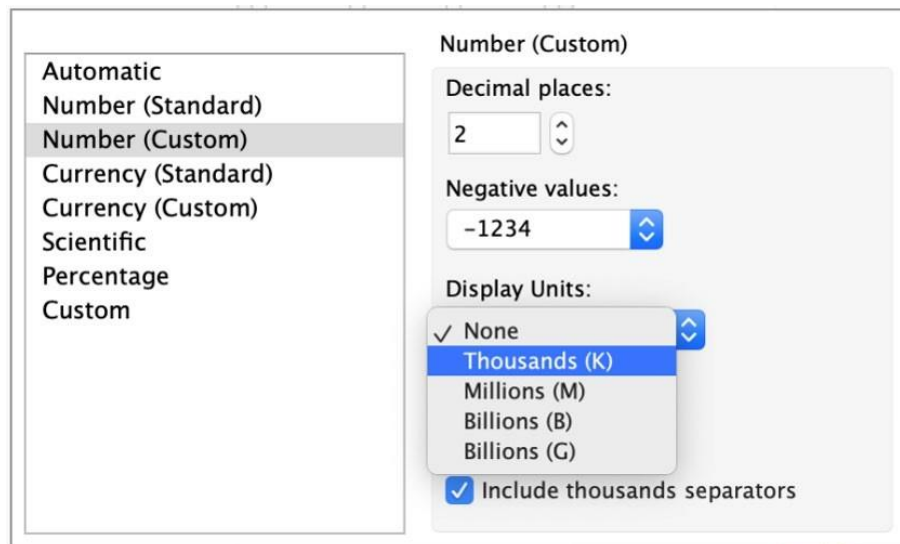 Automatic
Number (Standard)
Number (Custom)
Currency (Standard)
Currency (Custom)
Scientific
Percentage
Custom
Number (Custom)
Decimal places:
2
Negative values:
-1234
Display Units:
✓ None
Thousands (K)
Millions (M)
Billions (B)
Billions (G)
Include thousands separators